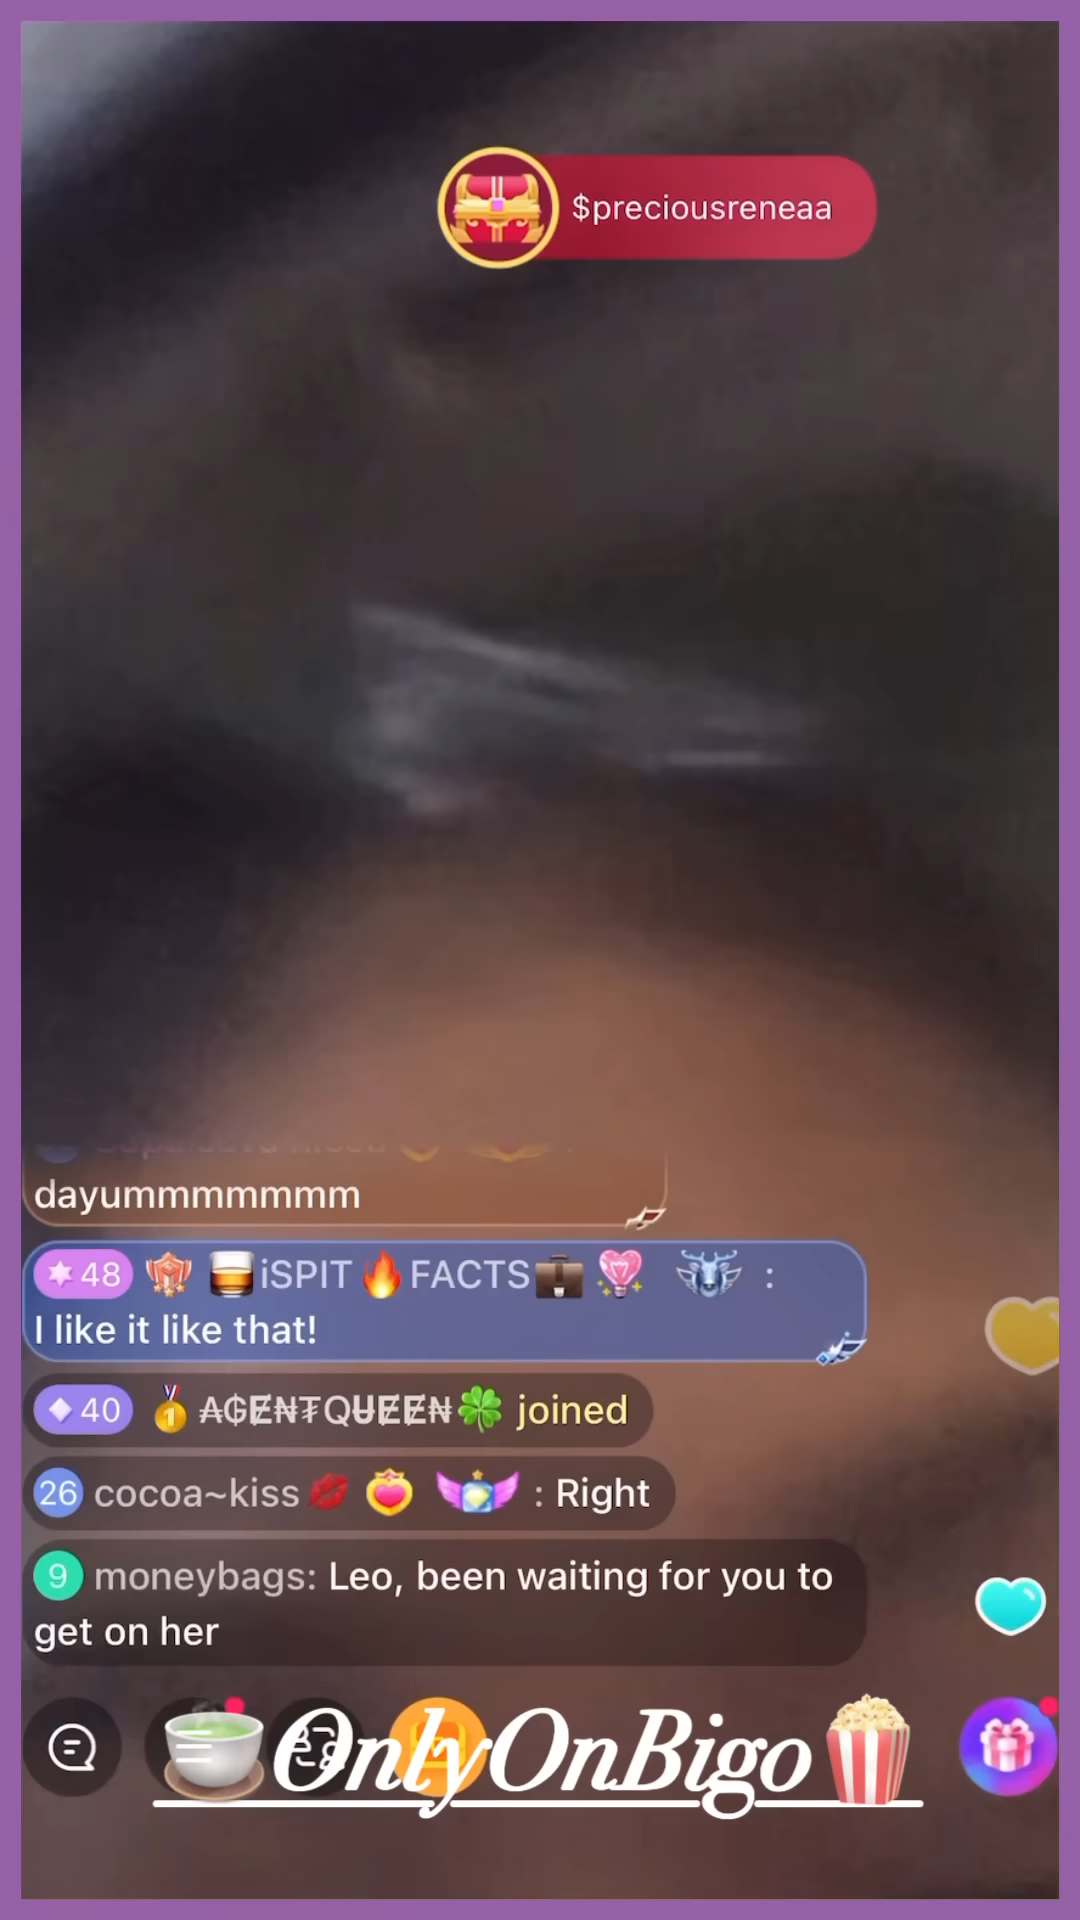 $preciousreneaa
dayummmmmmm
48 iSPIT🔥FACTS💼 :
I like it like that!
40 ₳₲E̸₦₮QɄE̸E̸₦🍀 joined
26 cocoa~kiss💋 : Right
9 moneybags: Leo, been waiting for you to
get on her
🍵OnlyOnBigo🍿